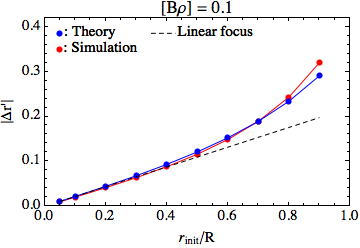 [Bρ] = 0.1
: Theory --- Linear focus
: Simulation
|Δr'|
0.4
0.3
0.2
0.1
0.0
0.0 0.2 0.4 0.6 0.8 1.0
r_init/R